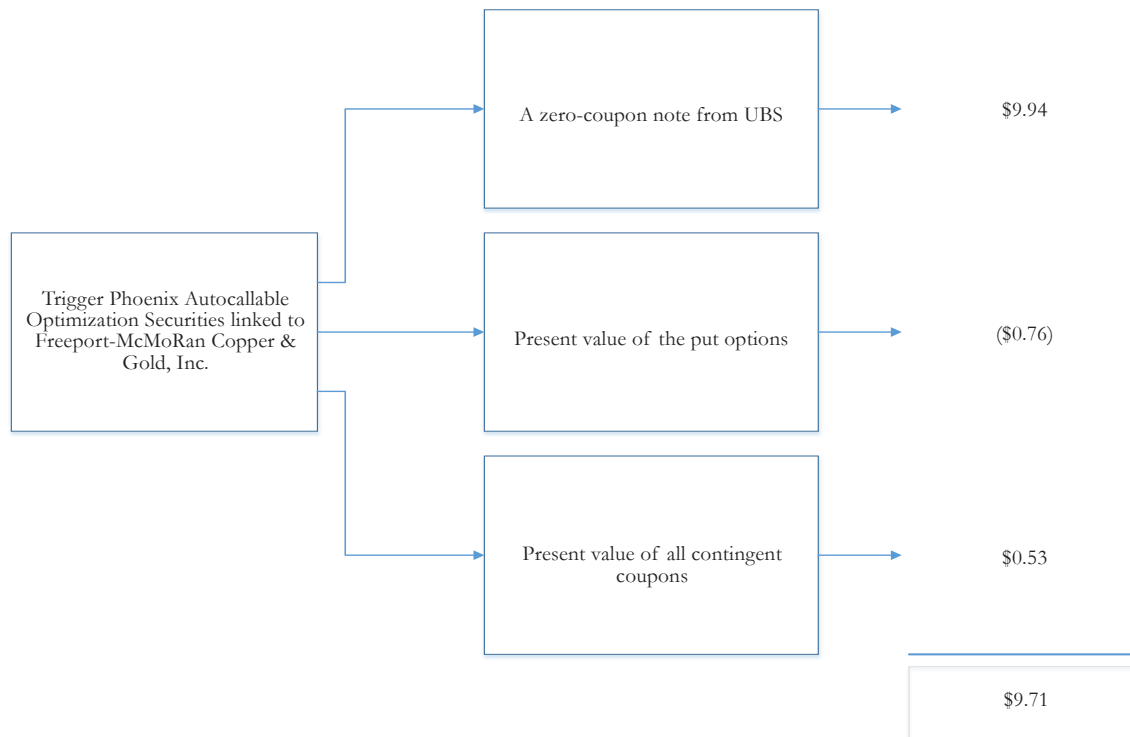 A zero-coupon note from UBS
$9.94
Trigger Phoenix Autocallable
Optimization Securities linked to
Freeport-McMoRan Copper &
Gold, Inc.
Present value of the put options
($0.76)
Present value of all contingent
coupons
$0.53
$9.71